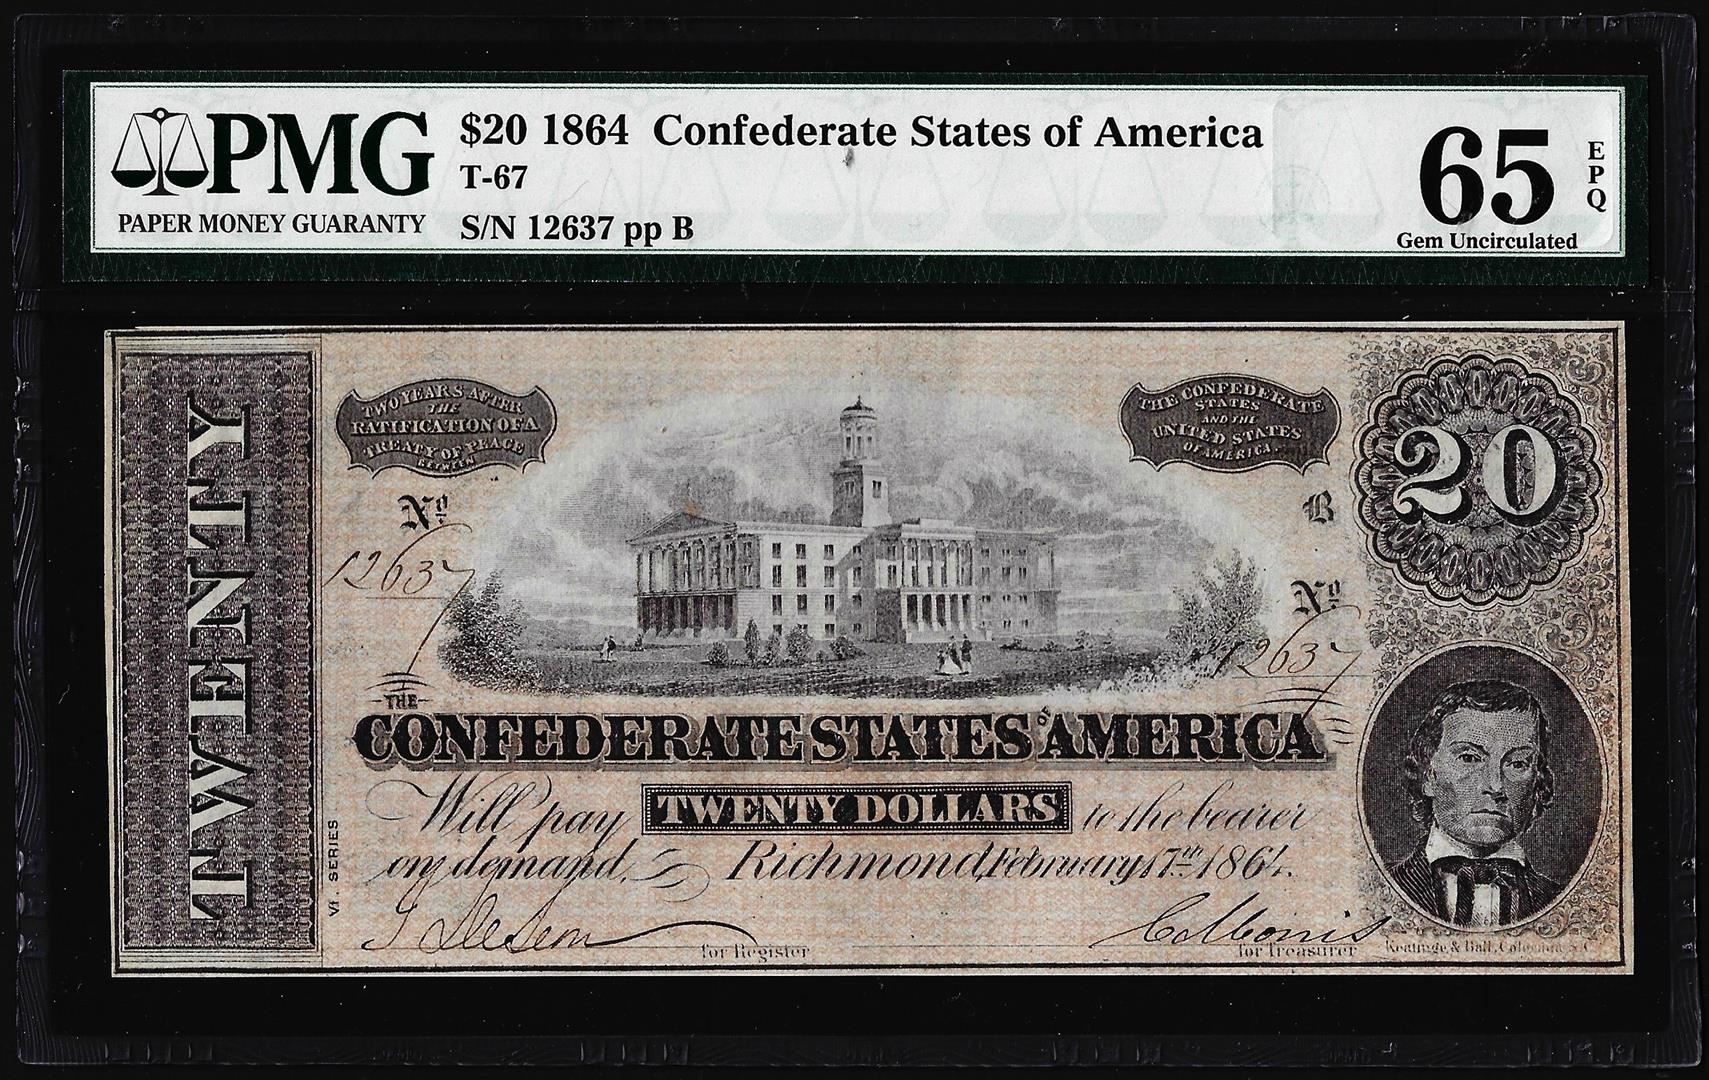 PMG
PAPER MONEY GUARANTY
$20 1864 Confederate States of America
T-67
S/N 12637 pp B
65 EPQ
Gem Uncirculated
TWENTY
TWO YEARS AFTER
THE
RATIFICATION OF A
TREATY OF PEACE
BETWEEN
THE CONFEDERATE
STATES
AND THE
UNITED STATES
OF AMERICA.
20
No
12637
B
No
12637
THE
CONFEDERATE STATES OF AMERICA
Will pay TWENTY DOLLARS to the bearer
on demand, Richmond, February 17th 1864.
VI. SERIES
for Register
for Treasurer
Keatinge & Ball, Columbia, S.C.